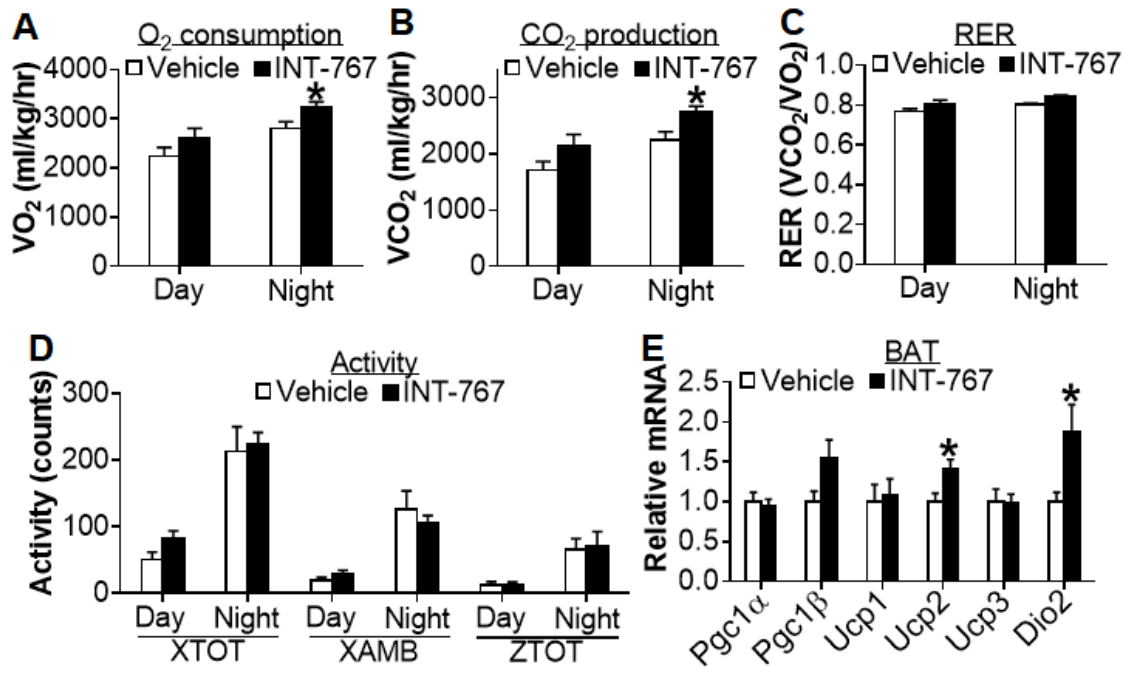 A
O2 consumption
Vehicle INT-767
VO2 (ml/kg/hr)
4000
3000
2000
1000
0
*
Day Night
B
CO2 production
Vehicle INT-767
VCO2 (ml/kg/hr)
3000
2000
1000
0
*
Day Night
C
RER
Vehicle INT-767
RER (VCO2/VO2)
1.0
0.8
0.6
0.4
0.2
0.0
Day Night
D
Activity
Vehicle INT-767
Activity (counts)
300
200
100
0
Day Night Day Night Day Night
XTOT XAMB ZTOT
E
BAT
Vehicle INT-767
Relative mRNA
2.5
2.0
1.5
1.0
0.5
0.0
* *
Pgc1α Pgc1β Ucp1 Ucp2 Ucp3 Dio2